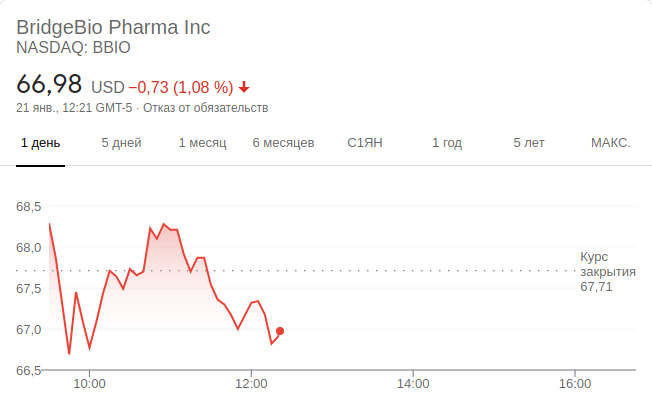 BridgeBio Pharma Inc
NASDAQ: BBIO
66,98 USD −0,73 (1,08 %)
21 янв., 12:21 GMT-5 · Отказ от обязательств
1 день 5 дней 1 месяц 6 месяцев С1ЯН 1 год 5 лет МАКС.
68,5
68,0
67,5
67,0
66,5
Курс
закрытия
67,71
10:00 12:00 14:00 16:00